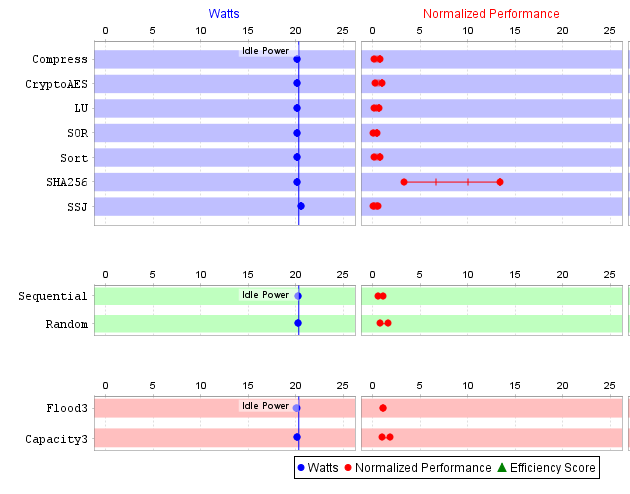 Watts Normalized Performance
0 5 10 15 20 25 0 5 10 15 20 25
Idle Power
Compress
CryptoAES
LU
SOR
Sort
SHA256
SSJ
0 5 10 15 20 25 0 5 10 15 20 25
Sequential Idle Power
Random
0 5 10 15 20 25 0 5 10 15 20 25
Flood3 Idle Power
Capacity3
Watts Normalized Performance Efficiency Score